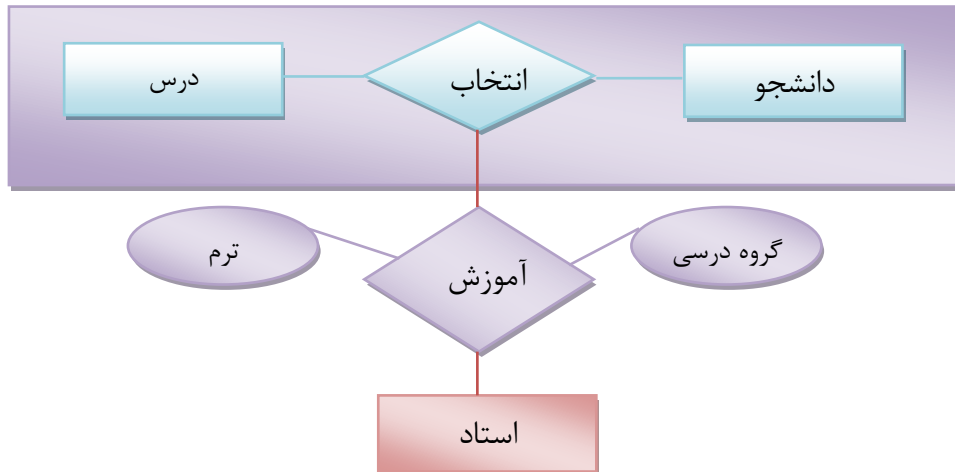 دانشجو
انتخاب
درس
گروه درسی
آموزش
ترم
استاد